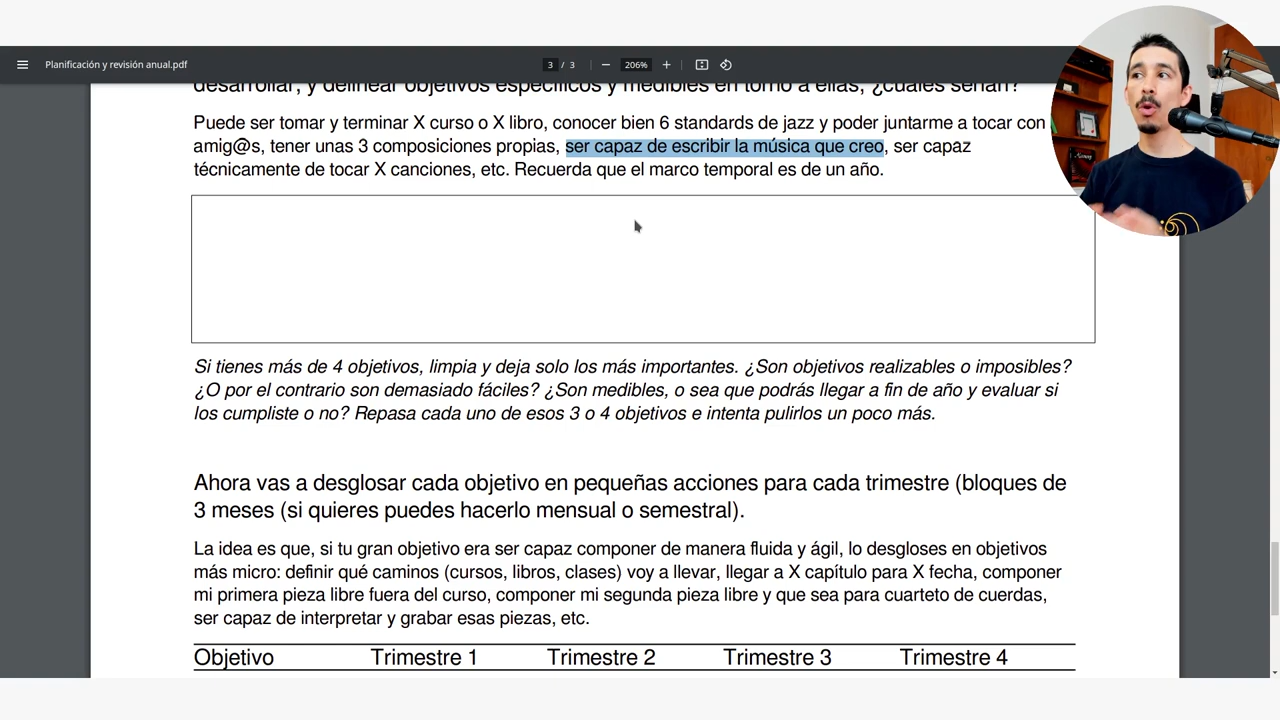 Planificación y revisión anual.pdf
3 / 3
206%
desarrollar, y delinear objetivos específicos y medibles en torno a ellas, ¿cuáles serían?
Puede ser tomar y terminar X curso o X libro, conocer bien 6 standards de jazz y poder juntarme a tocar con
amig@s, tener unas 3 composiciones propias, ser capaz de escribir la música que creo, ser capaz
técnicamente de tocar X canciones, etc. Recuerda que el marco temporal es de un año.
Si tienes más de 4 objetivos, limpia y deja solo los más importantes. ¿Son objetivos realizables o imposibles?
¿O por el contrario son demasiado fáciles? ¿Son medibles, o sea que podrás llegar a fin de año y evaluar si
los cumpliste o no? Repasa cada uno de esos 3 o 4 objetivos e intenta pulirlos un poco más.
Ahora vas a desglosar cada objetivo en pequeñas acciones para cada trimestre (bloques de
3 meses (si quieres puedes hacerlo mensual o semestral).
La idea es que, si tu gran objetivo era ser capaz componer de manera fluida y ágil, lo desgloses en objetivos
más micro: definir qué caminos (cursos, libros, clases) voy a llevar, llegar a X capítulo para X fecha, componer
mi primera pieza libre fuera del curso, componer mi segunda pieza libre y que sea para cuarteto de cuerdas,
ser capaz de interpretar y grabar esas piezas, etc.
Objetivo Trimestre 1 Trimestre 2 Trimestre 3 Trimestre 4